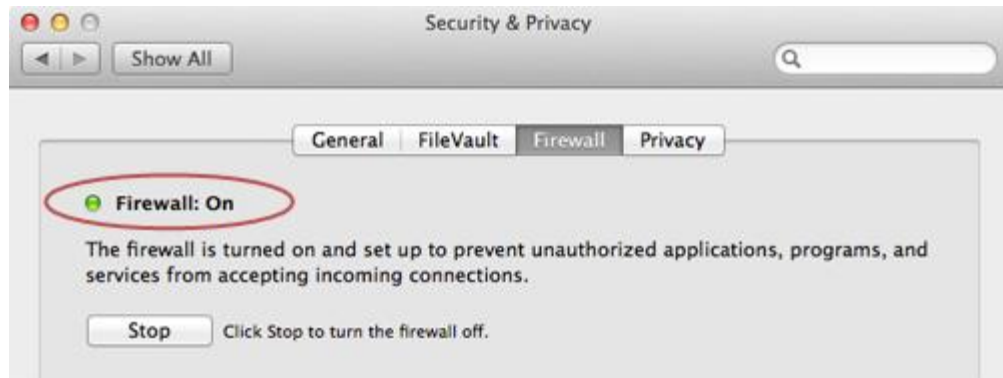 Security & Privacy
Show All
General FileVault Firewall Privacy
Firewall: On
The firewall is turned on and set up to prevent unauthorized applications, programs, and
services from accepting incoming connections.
Stop Click Stop to turn the firewall off.